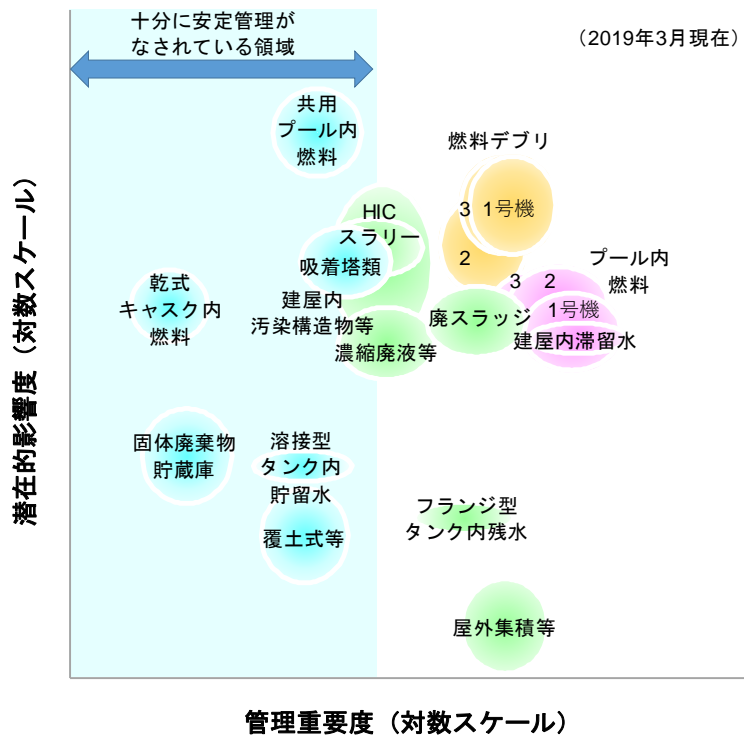 十分に安定管理が
なされている領域
（2019年3月現在）
共用
プール内
燃料
燃料デブリ
3 1号機
2
HIC
スラリー
吸着塔類
プール内
燃料
3 2
1号機
建屋内滞留水
乾式
キャスク内
燃料
建屋内
汚染構造物等
廃スラッジ
濃縮廃液等
固体廃棄物
貯蔵庫
溶接型
タンク内
貯留水
覆土式等
フランジ型
タンク内残水
屋外集積等
潜在的影響度（対数スケール）
管理重要度（対数スケール）